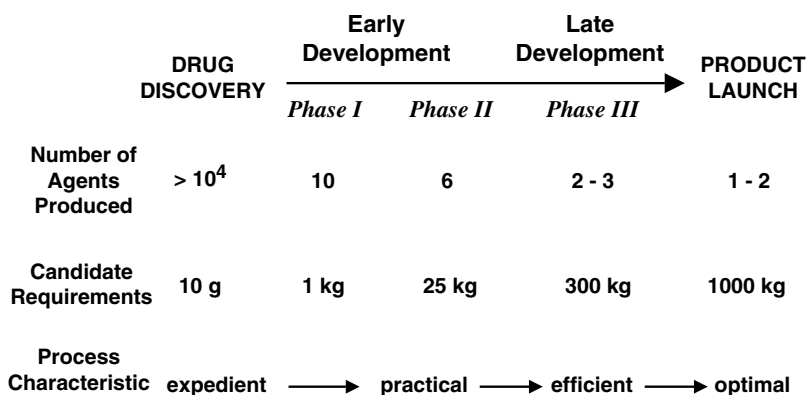 Early Development
Late Development
DRUG DISCOVERY
PRODUCT LAUNCH
Phase I Phase II Phase III
Number of Agents Produced
> 10⁴ 10 6 2 - 3 1 - 2
Candidate Requirements
10 g 1 kg 25 kg 300 kg 1000 kg
Process Characteristic
expedient practical efficient optimal